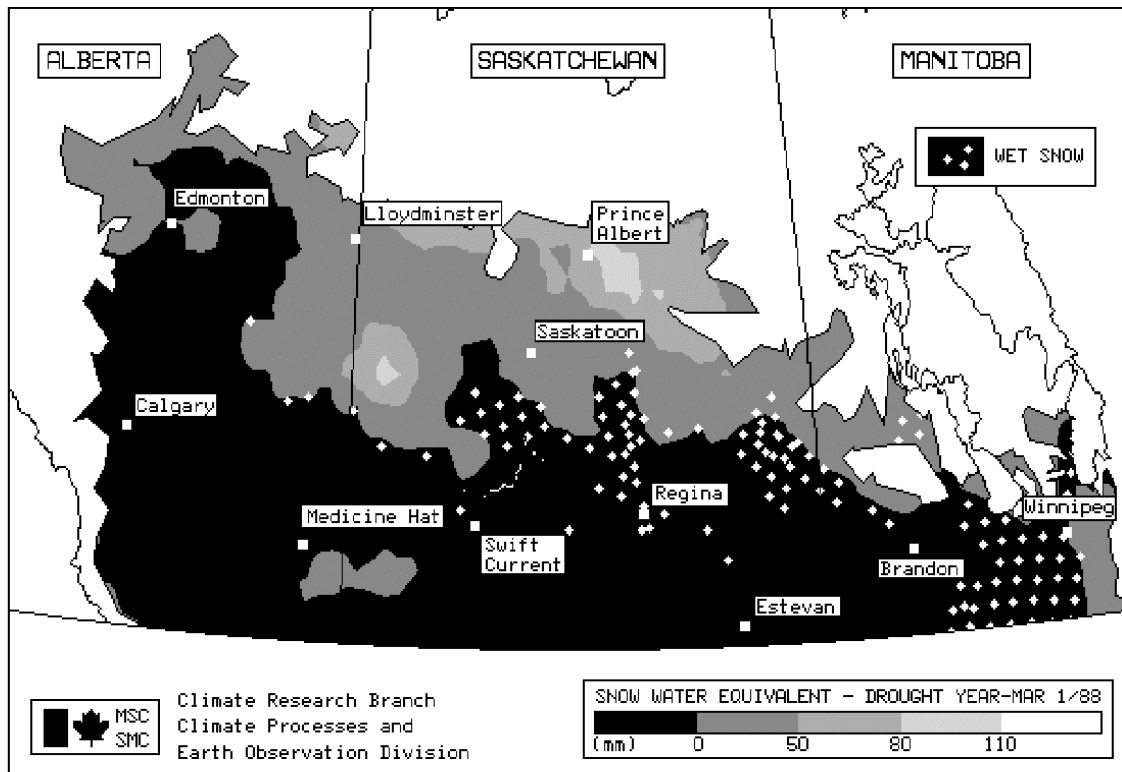 ALBERTA
SASKATCHEWAN
MANITOBA
WET SNOW
Edmonton
Lloydminster
Prince
Albert
Saskatoon
Calgary
Regina
Medicine Hat
Winnipeg
Swift
Current
Brandon
Estevan
MSC
SMC
Climate Research Branch
Climate Processes and
Earth Observation Division
SNOW WATER EQUIVALENT – DROUGHT YEAR-MAR 1/88
(mm) 0 50 80 110